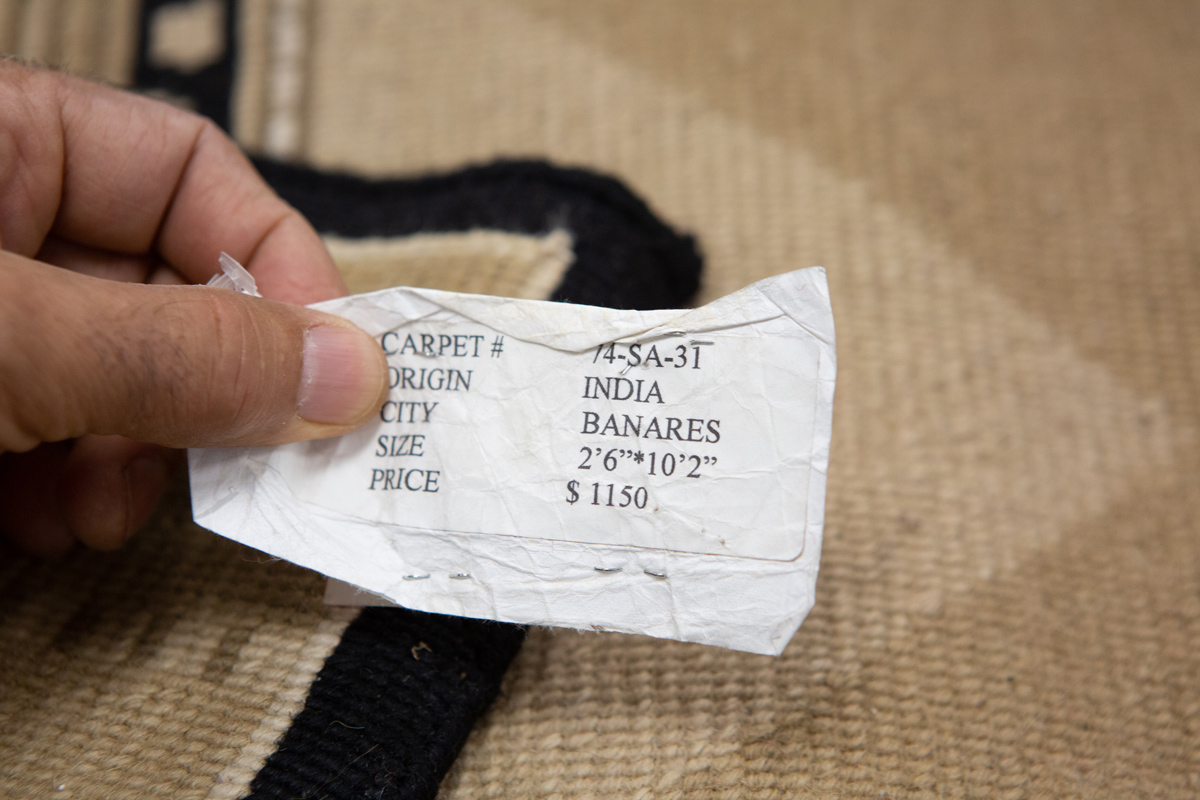 CARPET # 74-SA-31
ORIGIN INDIA
CITY BANARES
SIZE 2'6”*10'2”
PRICE $ 1150